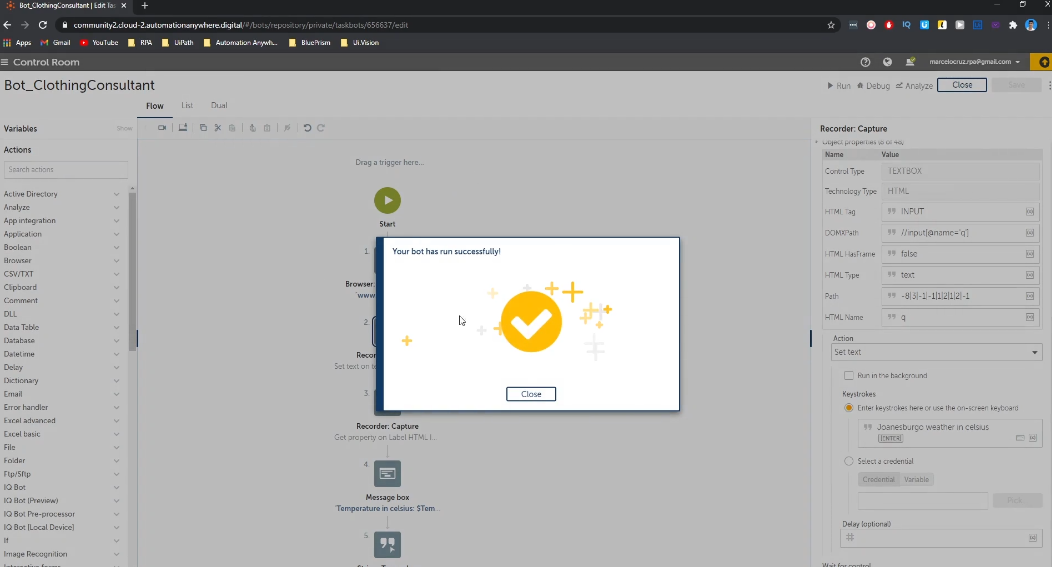 Bot_ClothingConsultant | Edit Tas
community2.cloud-2.automationanywhere.digital/#/bots/repository/private/taskbots/656637/edit
Apps Gmail YouTube RPA UiPath Automation Anywh... BluePrism Ui.Vision
Control Room
marcelocruz.rpa@gmail.com
Bot_ClothingConsultant
Run Debug Analyze Close Save
Flow List Dual
Variables Show
Actions
Search actions
Active Directory
Analyze
App integration
Application
Boolean
Browser
CSV/TXT
Clipboard
Comment
DLL
Data Table
Database
Datetime
Delay
Dictionary
Email
Error handler
Excel advanced
Excel basic
File
Folder
Ftp/Sftp
IQ Bot
IQ Bot (Preview)
IQ Bot Pre-processor
IQ Bot [Local Device]
If
Image Recognition
Drag a trigger here...
Start
1.
Browser:
"www
2.
Recor
Set text on te
3.
Recorder: Capture
Get property on Label HTML l...
4.
Message box
"Temperature in celsius: $Tem...
5.
Your bot has run successfully!
Close
Recorder: Capture
Object properties (8 of 48)
Name Value
Control Type TEXTBOX
Technology Type HTML
HTML Tag INPUT
DOMXPath //input[@name='q']
HTML HasFrame false
HTML Type text
Path -8|3|-1|-1|1|2|1|2|-1
HTML Name q
Action
Set text
Run in the background
Keystrokes
Enter keystrokes here or use the on-screen keyboard
Joanesburgo weather in celsius
[ENTER]
Select a credential
Credential Variable
Pick
Delay (optional)
#
Wait for control